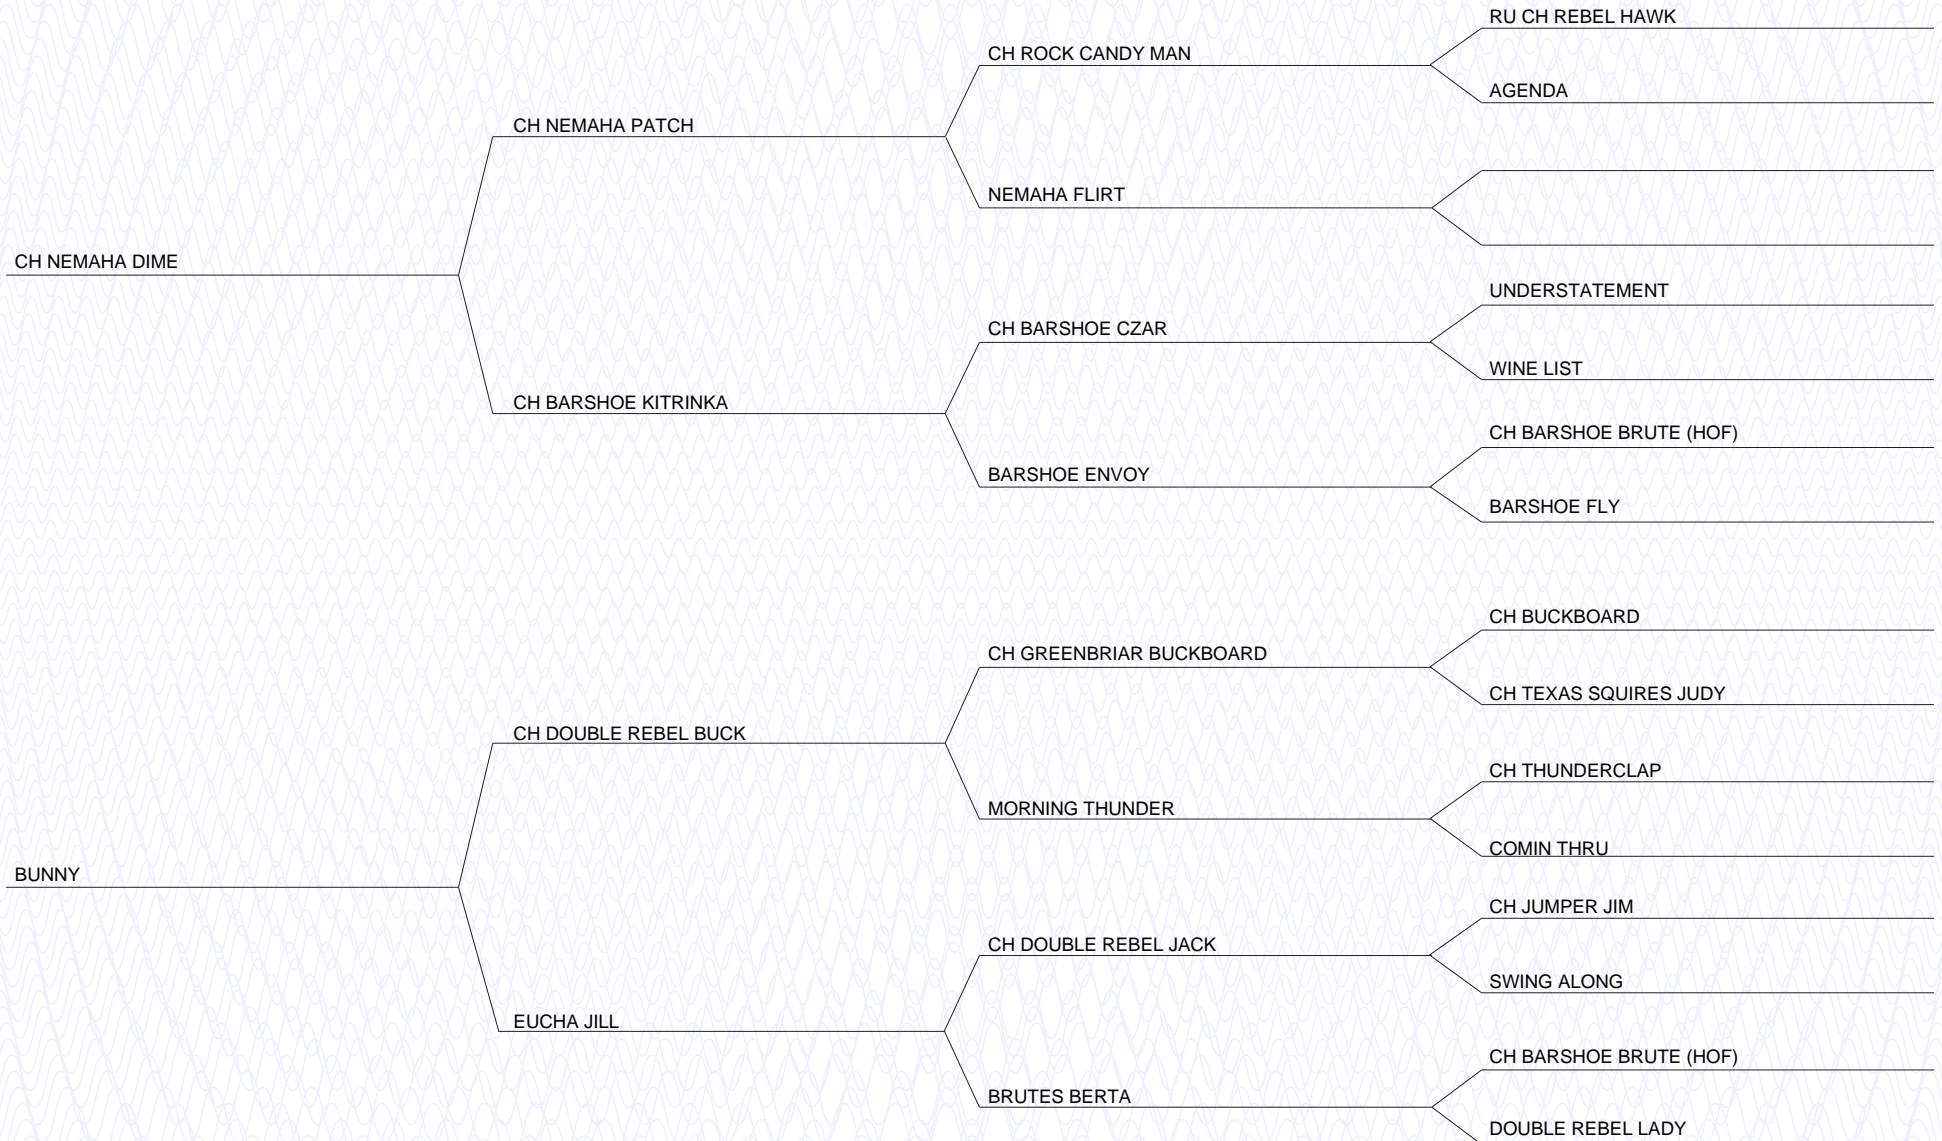 RU CH REBEL HAWK
CH ROCK CANDY MAN
AGENDA
CH NEMAHA PATCH
NEMAHA FLIRT
CH NEMAHA DIME
UNDERSTATEMENT
CH BARSHOE CZAR
WINE LIST
CH BARSHOE KITRINKA
CH BARSHOE BRUTE (HOF)
BARSHOE ENVOY
BARSHOE FLY
CH BUCKBOARD
CH GREENBRIAR BUCKBOARD
CH TEXAS SQUIRES JUDY
CH DOUBLE REBEL BUCK
CH THUNDERCLAP
MORNING THUNDER
COMIN THRU
BUNNY
CH JUMPER JIM
CH DOUBLE REBEL JACK
SWING ALONG
EUCHA JILL
CH BARSHOE BRUTE (HOF)
BRUTES BERTA
DOUBLE REBEL LADY